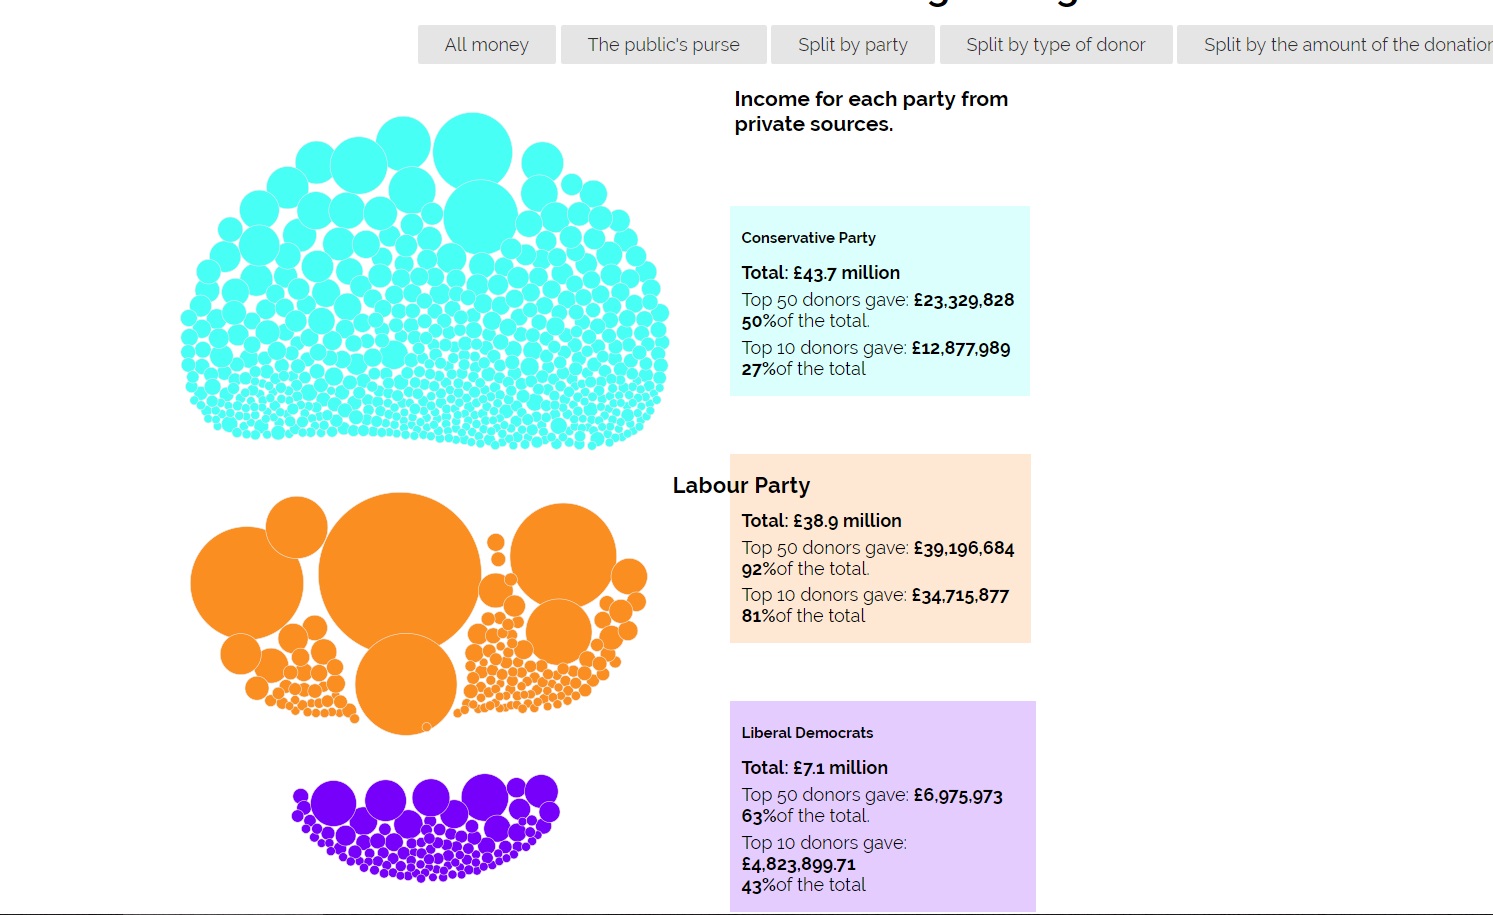 All money
The public's purse
Split by party
Split by type of donor
Split by the amount of the donation
Income for each party from
private sources.
Conservative Party
Total: £43.7 million
Top 50 donors gave: £23,329,828
50%of the total.
Top 10 donors gave: £12,877,989
27%of the total
Labour Party
Total: £38.9 million
Top 50 donors gave: £39,196,684
92%of the total.
Top 10 donors gave: £34,715,877
81%of the total
Liberal Democrats
Total: £7.1 million
Top 50 donors gave: £6,975,973
63%of the total.
Top 10 donors gave:
£4,823,899.71
43%of the total